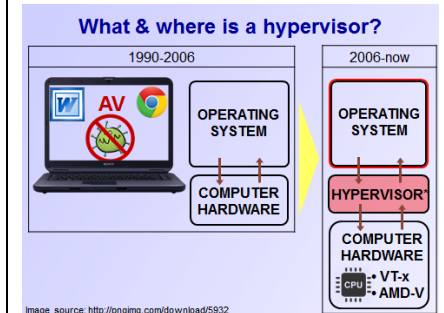 What & where is a hypervisor?
1990-2006
W
AV
OPERATING
SYSTEM
COMPUTER
HARDWARE
2006-now
OPERATING
SYSTEM
HYPERVISOR*
COMPUTER
HARDWARE
CPU
• VT-x
• AMD-V
Image source: http://pngimg.com/download/5932